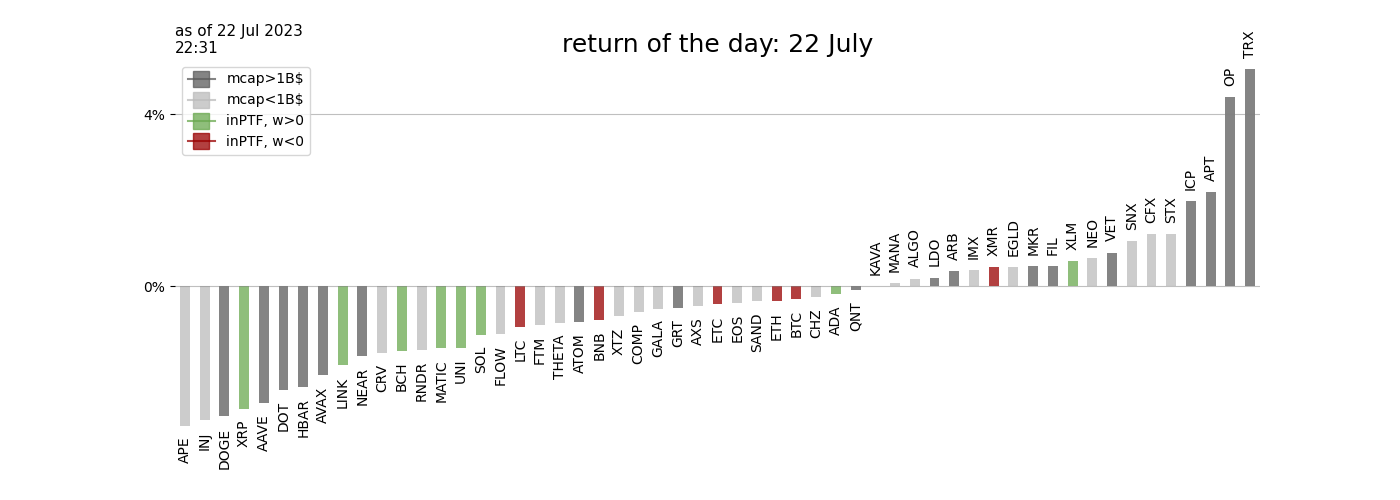 as of 22 Jul 2023
22:31
return of the day: 22 July
mcap>1B$
mcap<1B$
inPTF, w>0
inPTF, w<0
4%
0%
APE
INJ
DOGE
XRP
AAVE
DOT
HBAR
AVAX
LINK
NEAR
CRV
BCH
RNDR
MATIC
UNI
SOL
FLOW
LTC
FTM
THETA
ATOM
BNB
XTZ
COMP
GALA
GRT
AXS
ETC
EOS
SAND
ETH
BTC
CHZ
ADA
QNT
KAVA
MANA
ALGO
LDO
ARB
IMX
XMR
EGLD
MKR
FIL
XLM
NEO
VET
SNX
CFX
STX
ICP
APT
OP
TRX